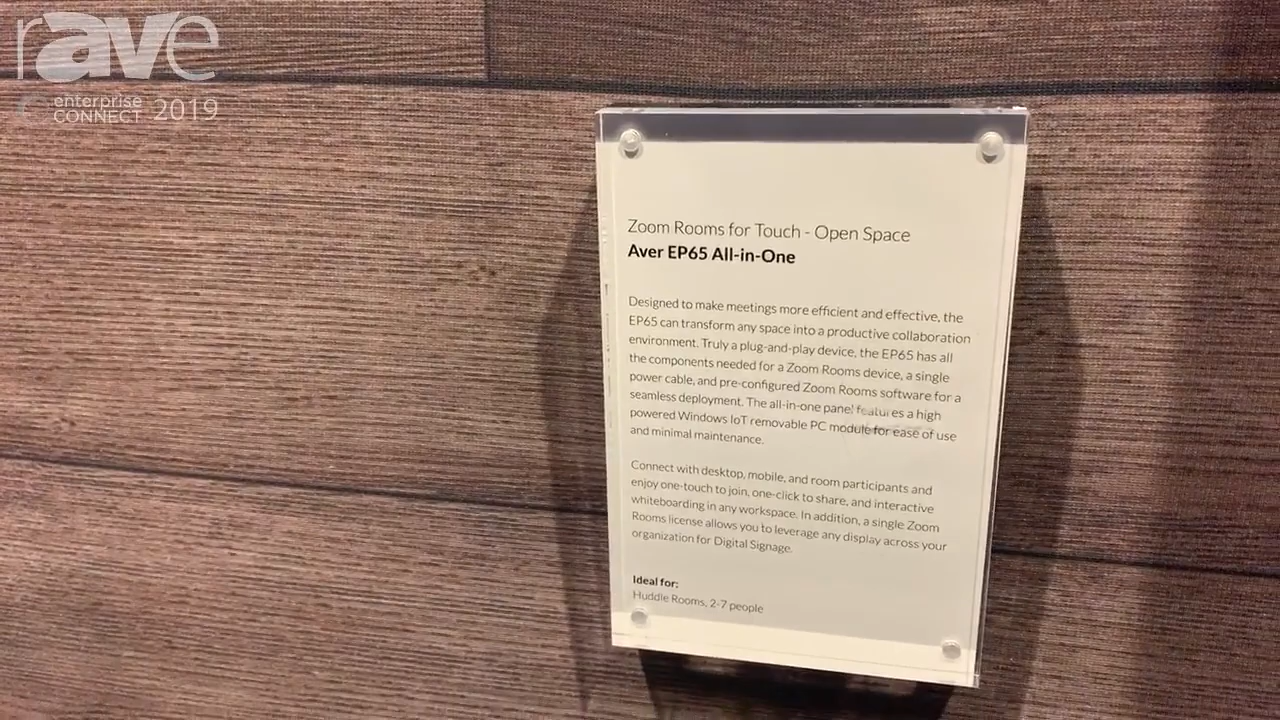 rAVe
enterprise
CONNECT 2019
Zoom Rooms for Touch - Open Space
Aver EP65 All-in-One
Designed to make meetings more efficient and effective, the
EP65 can transform any space into a productive collaboration
environment. Truly a plug-and-play device, the EP65 has all
the components needed for a Zoom Rooms device, a single
power cable, and pre-configured Zoom Rooms software for a
seamless deployment. The all-in-one panel features a high
powered Windows IoT removable PC module for ease of use
and minimal maintenance.
Connect with desktop, mobile, and room participants and
enjoy one-touch to join, one-click to share, and interactive
whiteboarding in any workspace. In addition, a single Zoom
Rooms license allows you to leverage any display across your
organization for Digital Signage.
Ideal for:
Huddle Rooms, 2-7 people